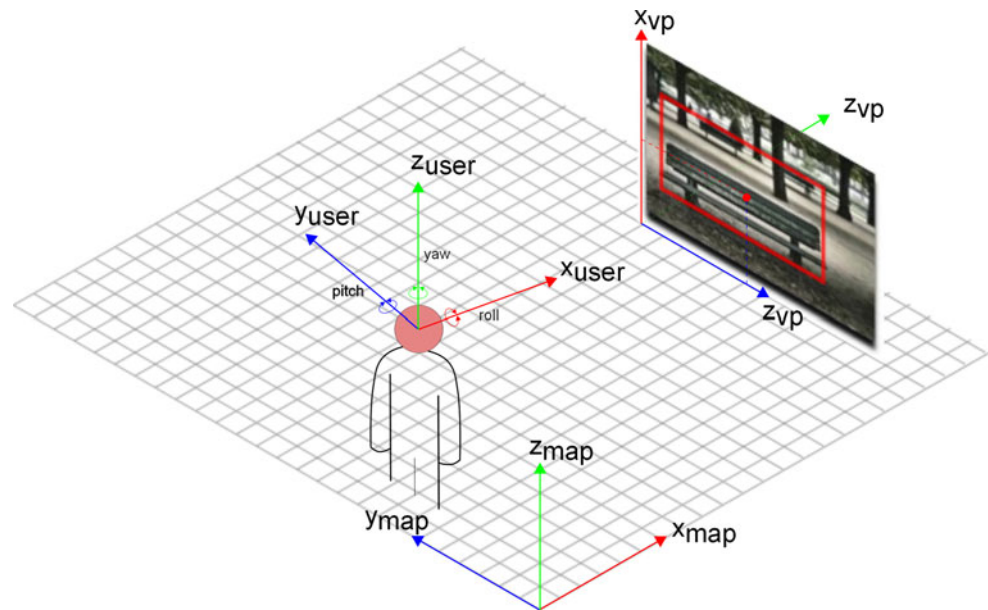 xvp
zvp
zuser
yuser
yaw
xuser
pitch
roll
zvp
zmap
ymap
xmap